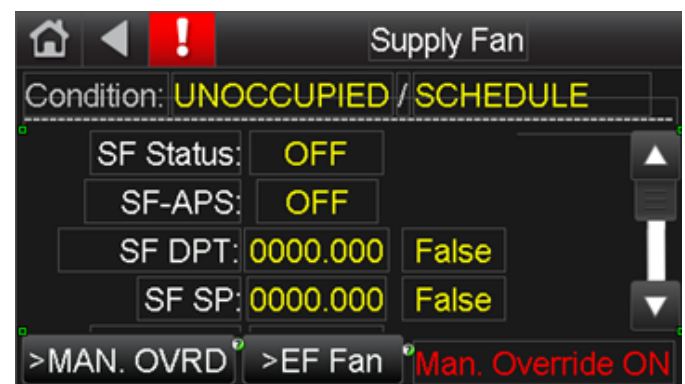 ! Supply Fan
Condition: UNOCCUPIED / SCHEDULE
SF Status: OFF
SF-APS: OFF
SF DPT: 0000.000 False
SF SP: 0000.000 False
>MAN. OVRD >EF Fan Man. Override ON